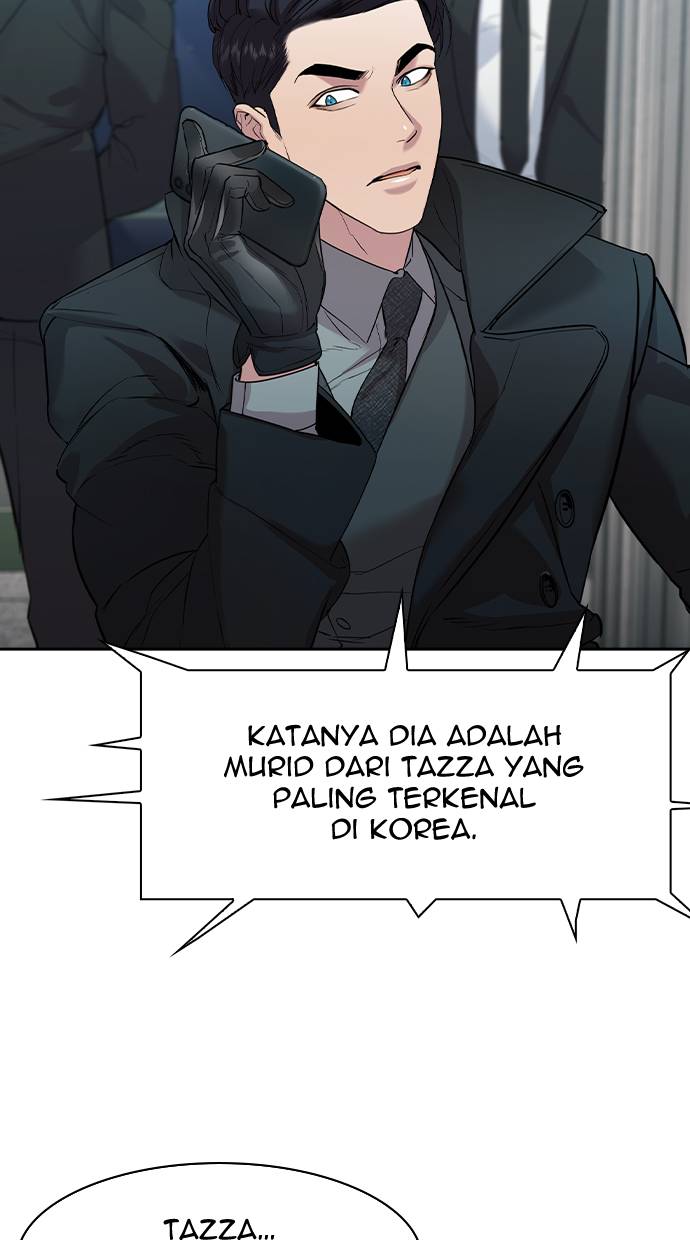 KATANYA DIA ADALAH
MURID DARI TAZZA YANG
PALING TERKENAL
DI KOREA.
TAZZA...